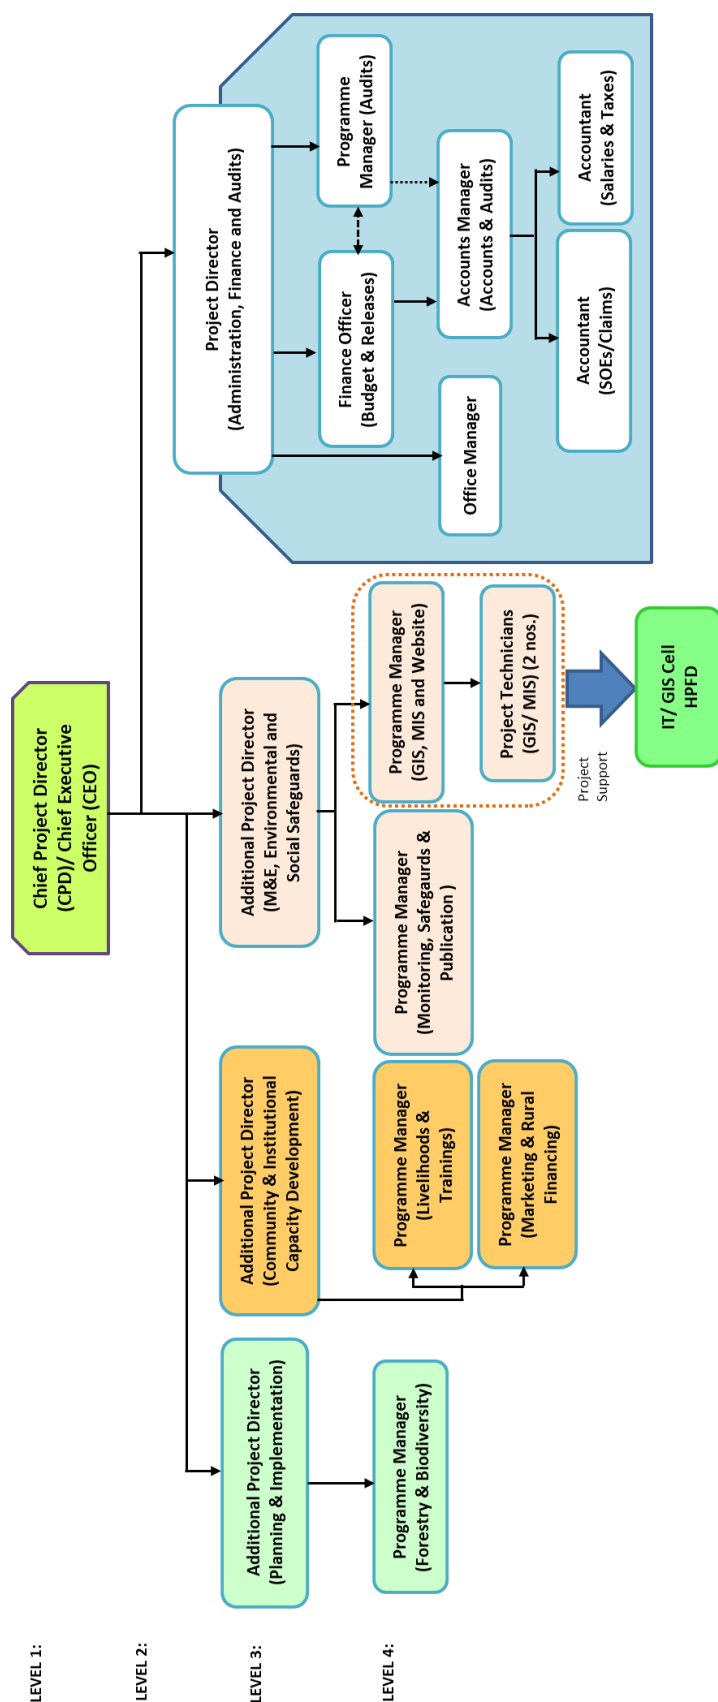 LEVEL 1:
Chief Project Director
(CPD)/ Chief Executive
Officer (CEO)
LEVEL 2:
Project Director
(Administration, Finance and Audits)
LEVEL 3:
Additional Project Director
(Planning & Implementation)
Additional Project Director
(Community & Institutional
Capacity Development)
Additional Project Director
(M&E, Environmental and
Social Safeguards)
Finance Officer
(Budget & Releases)
Programme
Manager (Audits)
LEVEL 4:
Programme Manager
(Forestry & Biodiversity)
Programme Manager
(Livelihoods &
Trainings)
Programme Manager
(Marketing & Rural
Financing)
Programme Manager
(Monitoring, Safegaurds &
Publication )
Programme Manager
(GIS, MIS and Website)
Project Technicians
(GIS/ MIS) (2 nos.)
Office Manager
Accounts Manager
(Accounts & Audits)
Accountant
(SOEs/Claims)
Accountant
(Salaries & Taxes)
Project
Support
IT/ GIS Cell
HPFD